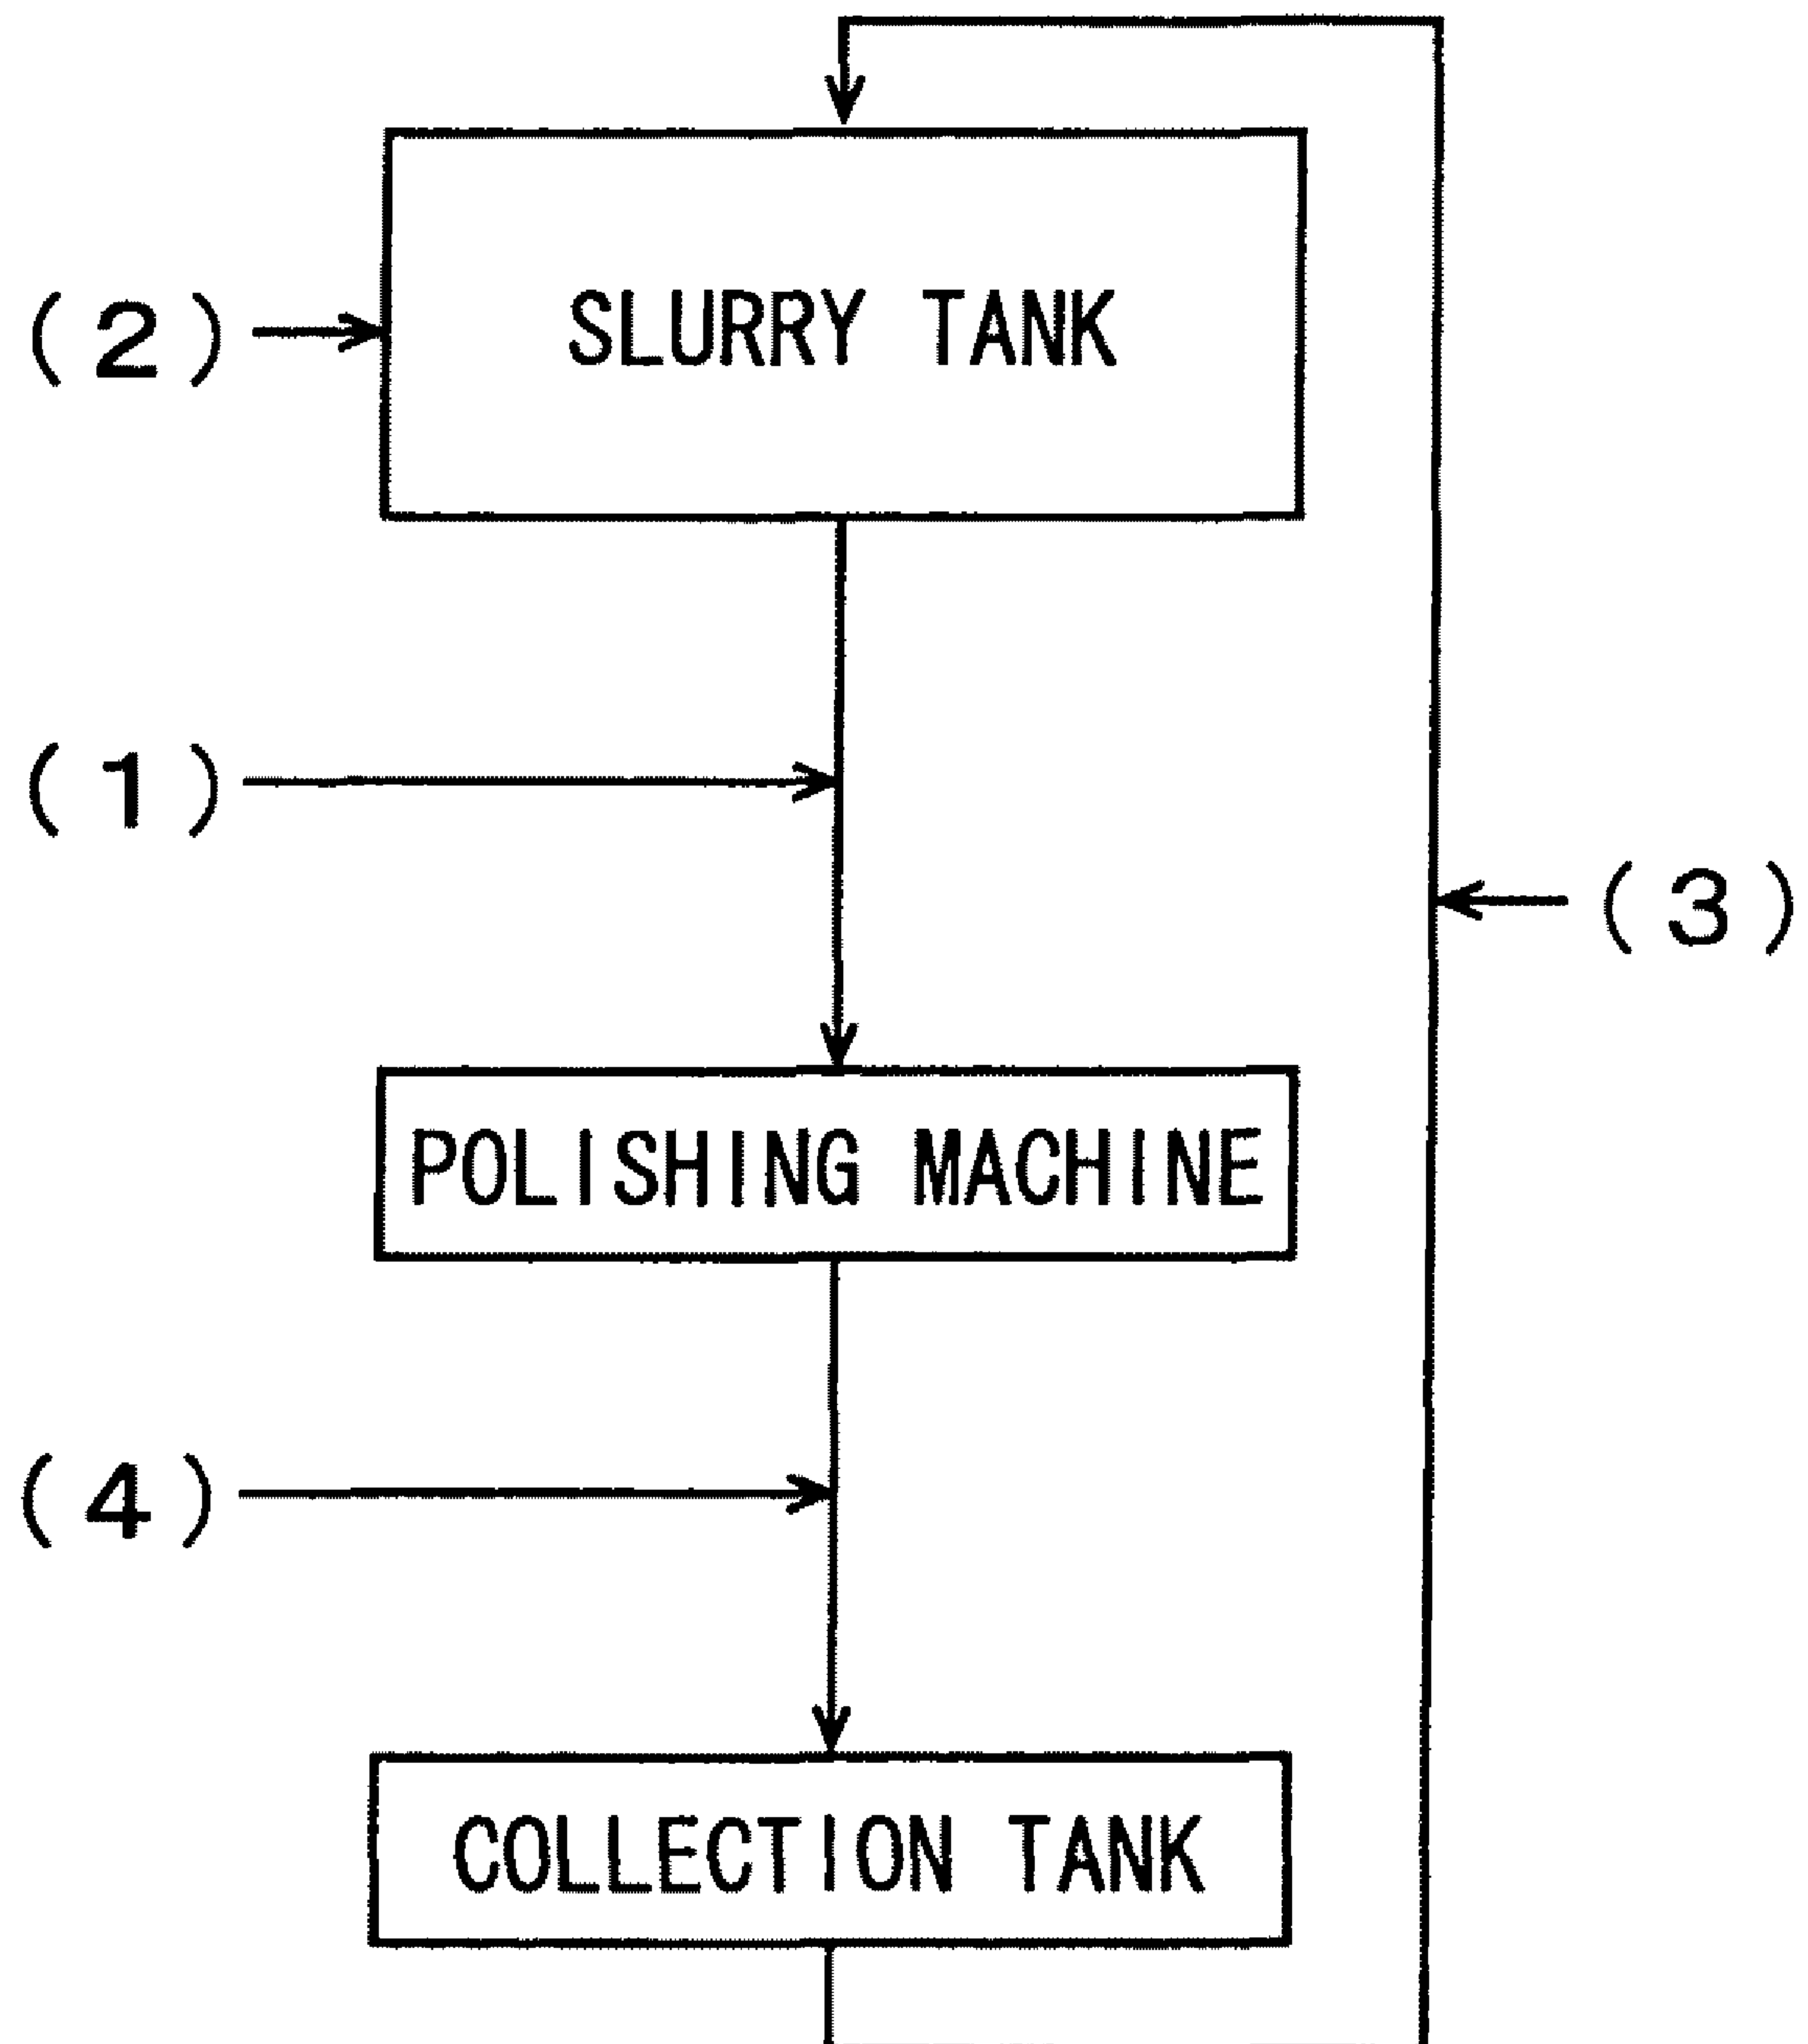 (2)
SLURRY TANK
(1)
(3)
POLISHING MACHINE
(4)
COLLECTION TANK